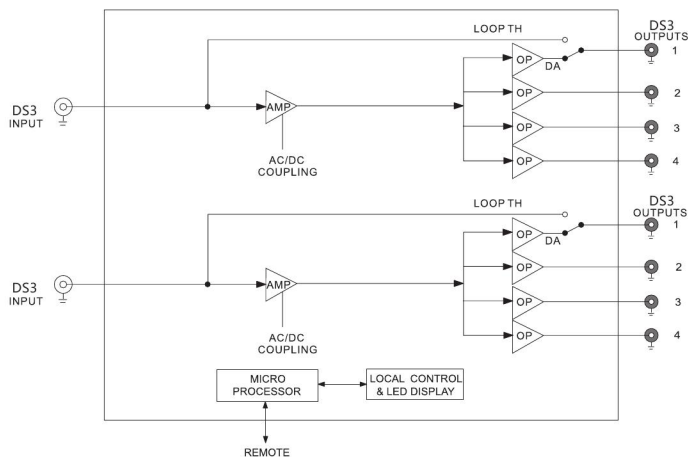 DS3
OUTPUTS
LOOP TH
1
OP
DA
DS3
INPUT
AMP
OP
2
OP
3
AC/DC
COUPLING
OP
4
DS3
OUTPUTS
LOOP TH
1
OP
DA
DS3
INPUT
AMP
OP
2
OP
3
AC/DC
COUPLING
OP
4
MICRO
PROCESSOR
LOCAL CONTROL
& LED DISPLAY
REMOTE